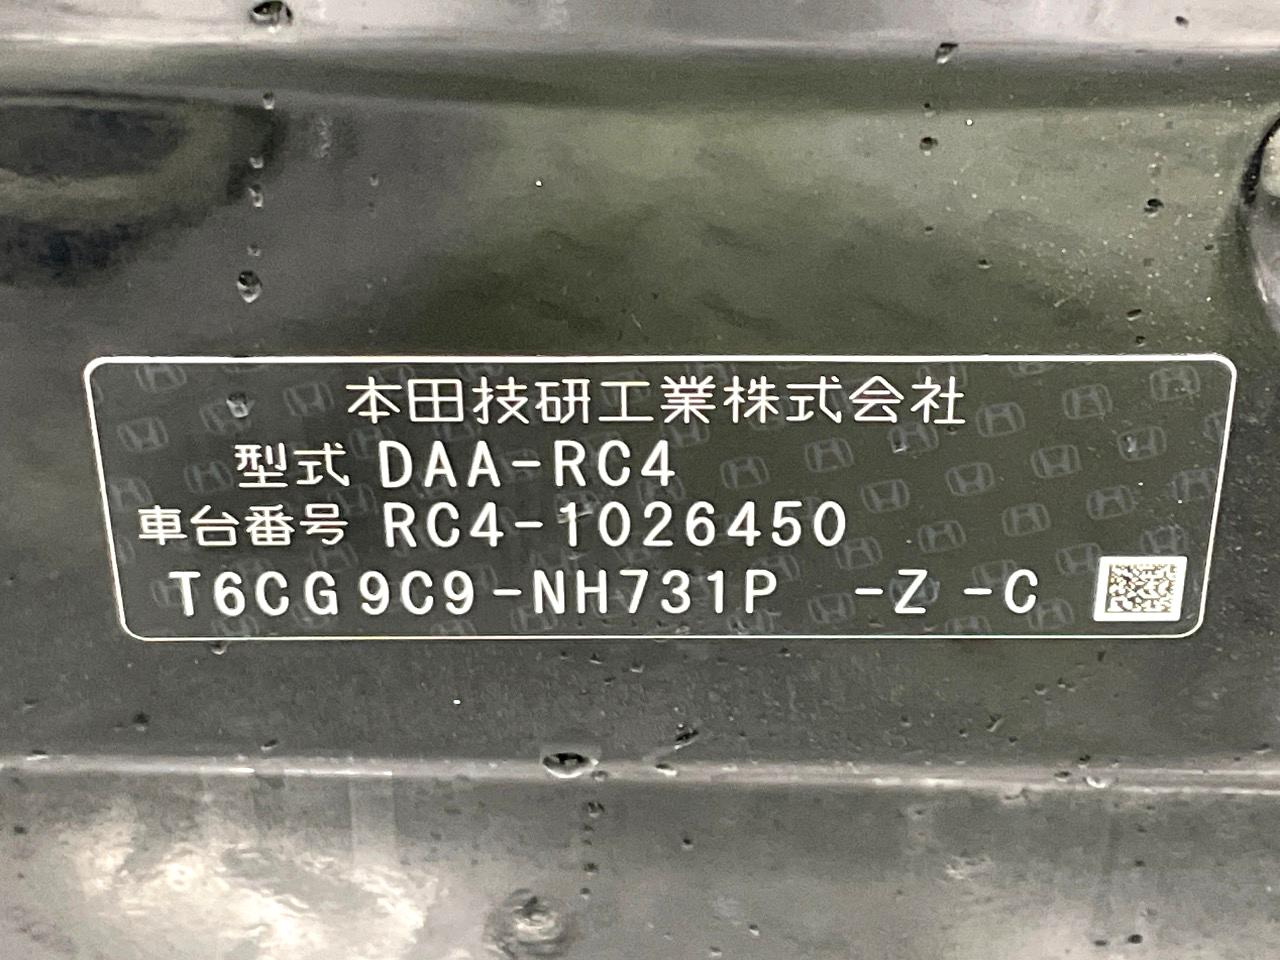 本田技研工業株式会社
型式 DAA-RC4
車台番号 RC4-1026450
T6CG9C9-NH731P -Z -C